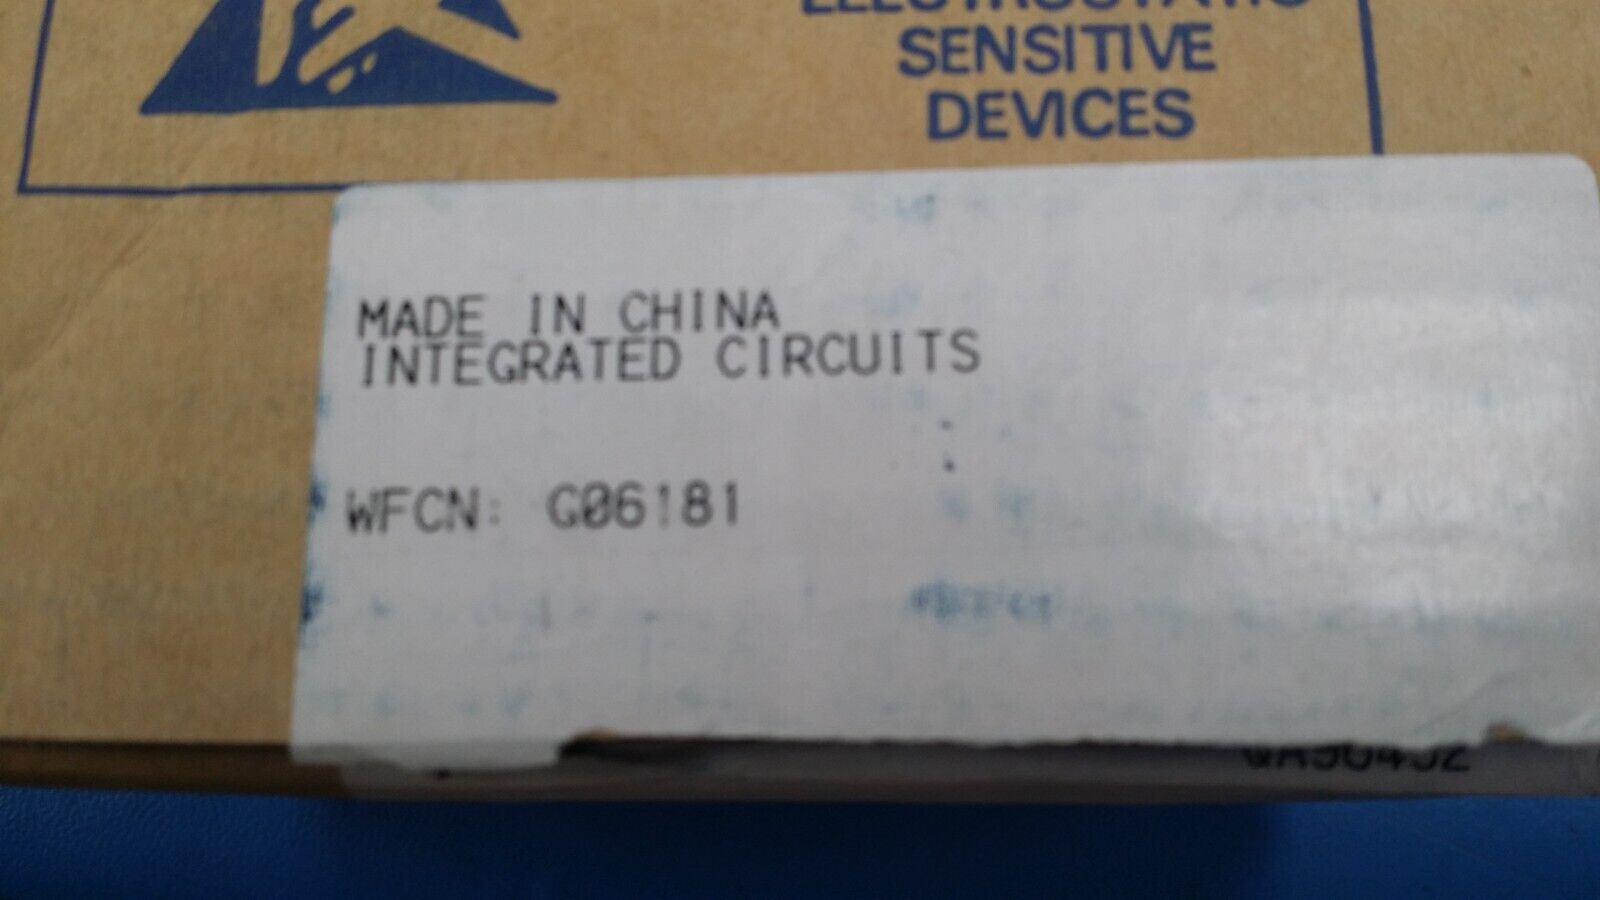 SENSITIVE
DEVICES
MADE IN CHINA
INTEGRATED CIRCUITS
WFCN: G06181